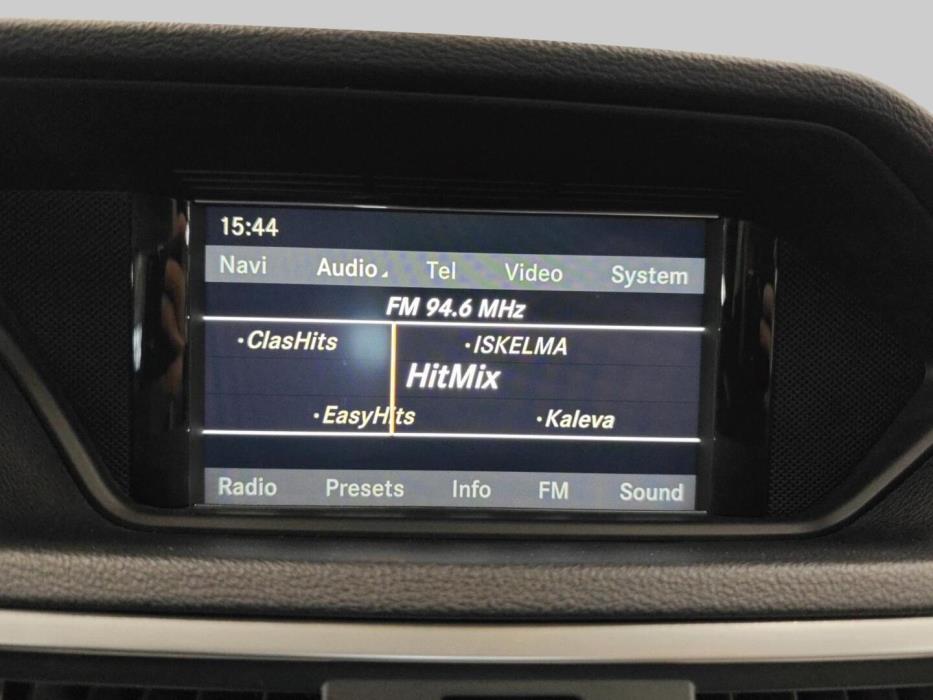 15:44
Navi Audio Tel Video System
FM 94.6 MHz
·ClasHits ·ISKELMA
HitMix
·EasyHits ·Kaleva
Radio Presets Info FM Sound